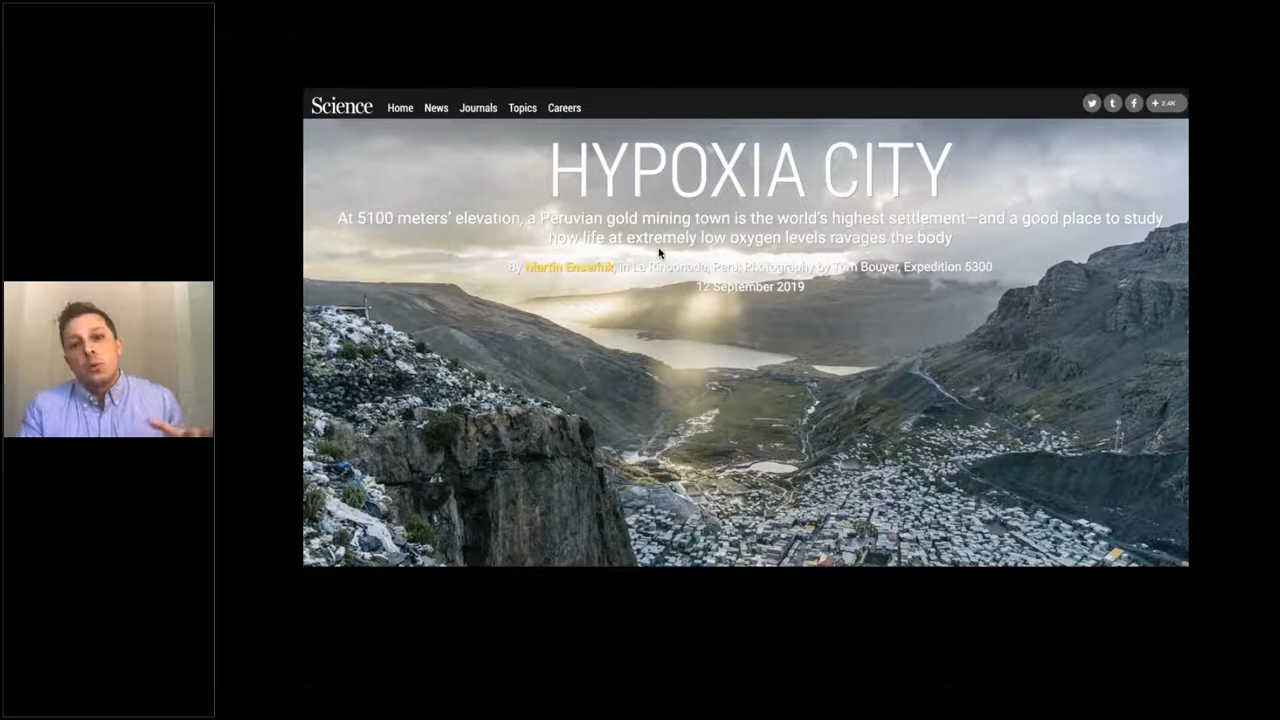 Science Home News Journals Topics Careers
+ 2.4K
HYPOXIA CITY
At 5100 meters' elevation, a Peruvian gold mining town is the world's highest settlement—and a good place to study
how life at extremely low oxygen levels ravages the body
By Martin Enserink, in La Rinconada, Peru; Photography by Tom Bouyer, Expedition 5300
12 September 2019